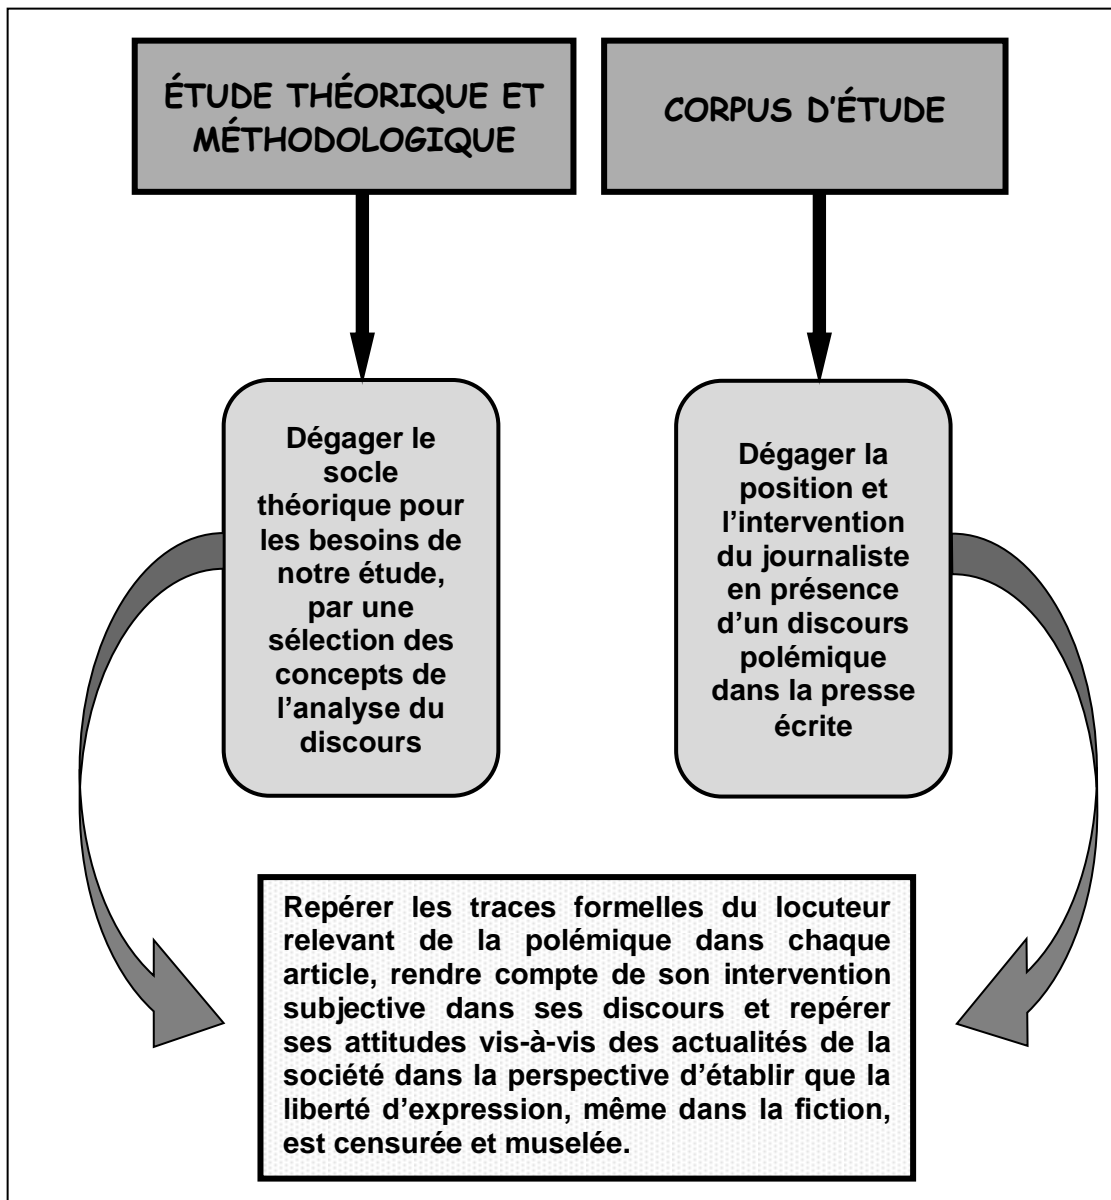 ÉTUDE THÉORIQUE ET
MÉTHODOLOGIQUE
CORPUS D’ÉTUDE
Dégager le
socle
théorique pour
les besoins de
notre étude,
par une
sélection des
concepts de
l’analyse du
discours
Dégager la
position et
l’intervention
du journaliste
en présence
d’un discours
polémique
dans la presse
écrite
Repérer les traces formelles du locuteur
relevant de la polémique dans chaque
article, rendre compte de son intervention
subjective dans ses discours et repérer
ses attitudes vis-à-vis des actualités de la
société dans la perspective d’établir que la
liberté d’expression, même dans la fiction,
est censurée et muselée.